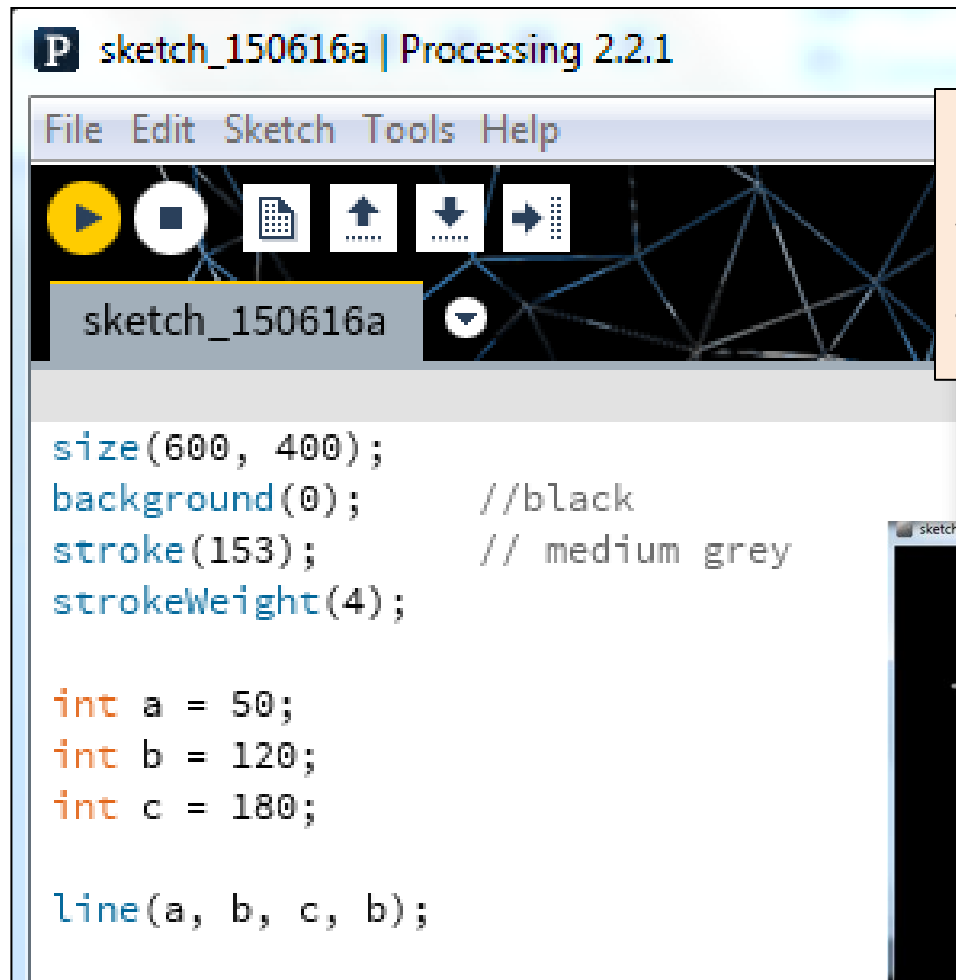 P sketch_150616a | Processing 2.2.1
File Edit Sketch Tools Help
sketch_150616a
size(600, 400);
background(0);     //black
stroke(153);       // medium grey
strokeWeight(4);
int a = 50;
int b = 120;
int c = 180;
line(a, b, c, b);
sketch